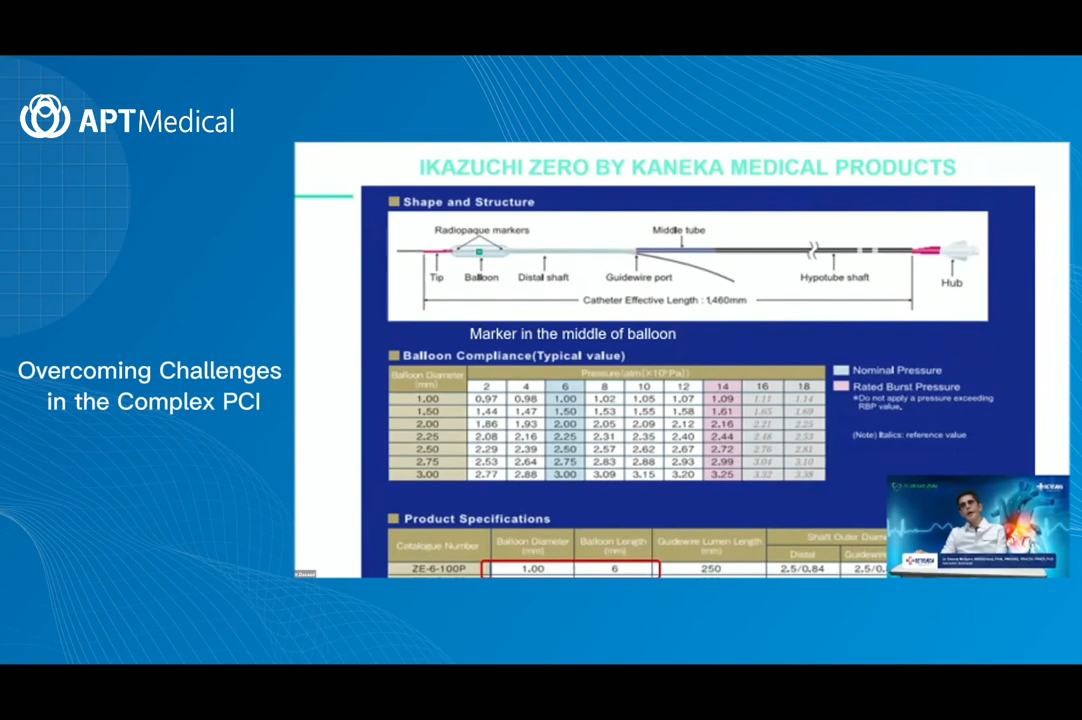 APTMedical
Overcoming Challenges
in the Complex PCI
IKAZUCHI ZERO BY KANEKA MEDICAL PRODUCTS
Shape and Structure
Radiopaque markers
Middle tube
Tip
Balloon
Distal shaft
Guidewire port
Hypotube shaft
Hub
Catheter Effective Length : 1,460mm
Marker in the middle of balloon
Balloon Compliance(Typical value)
Balloon Diameter (mm) Pressure(atm(×10⁵Pa))
2 4 6 8 10 12 14 16 18
1.00 0.97 0.98 1.00 1.02 1.05 1.07 1.09 1.11 1.14
1.50 1.44 1.47 1.50 1.53 1.55 1.58 1.61 1.65 1.69
2.00 1.86 1.93 2.00 2.05 2.09 2.12 2.16 2.21 2.25
2.25 2.08 2.16 2.25 2.31 2.35 2.40 2.44 2.48 2.53
2.50 2.29 2.39 2.50 2.57 2.62 2.67 2.72 2.76 2.81
2.75 2.53 2.64 2.75 2.83 2.88 2.93 2.99 3.04 3.10
3.00 2.77 2.88 3.00 3.09 3.15 3.20 3.25 3.32 3.38
Nominal Pressure
Rated Burst Pressure
*Do not apply a pressure exceeding
RBP value.
(Note) Italics: reference value
Product Specifications
Catalogue Number Balloon Diameter (mm) Balloon Length (mm) Guidewire Lumen Length (mm) Shaft Outer Diame
Distal Guidewire
ZE-6-100P 1.00 6 250 2.5/0.84 2.5/0.